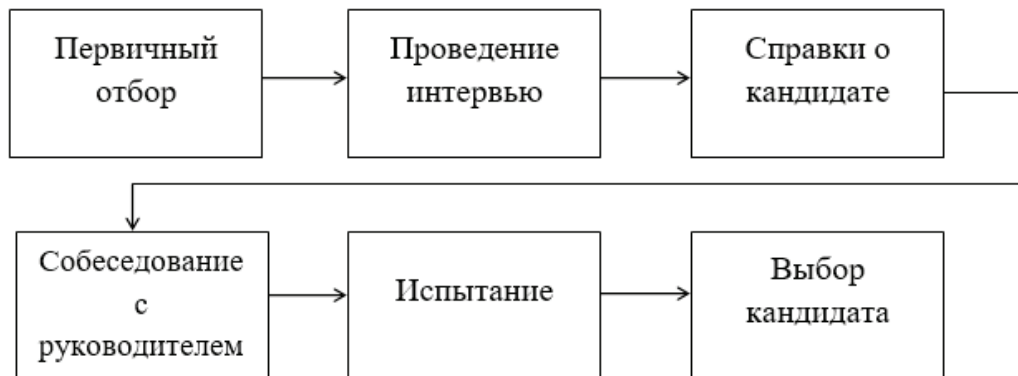 Первичный
отбор
Проведение
интервью
Справки о
кандидате
Собеседование
с
руководителем
Испытание
Выбор
кандидата